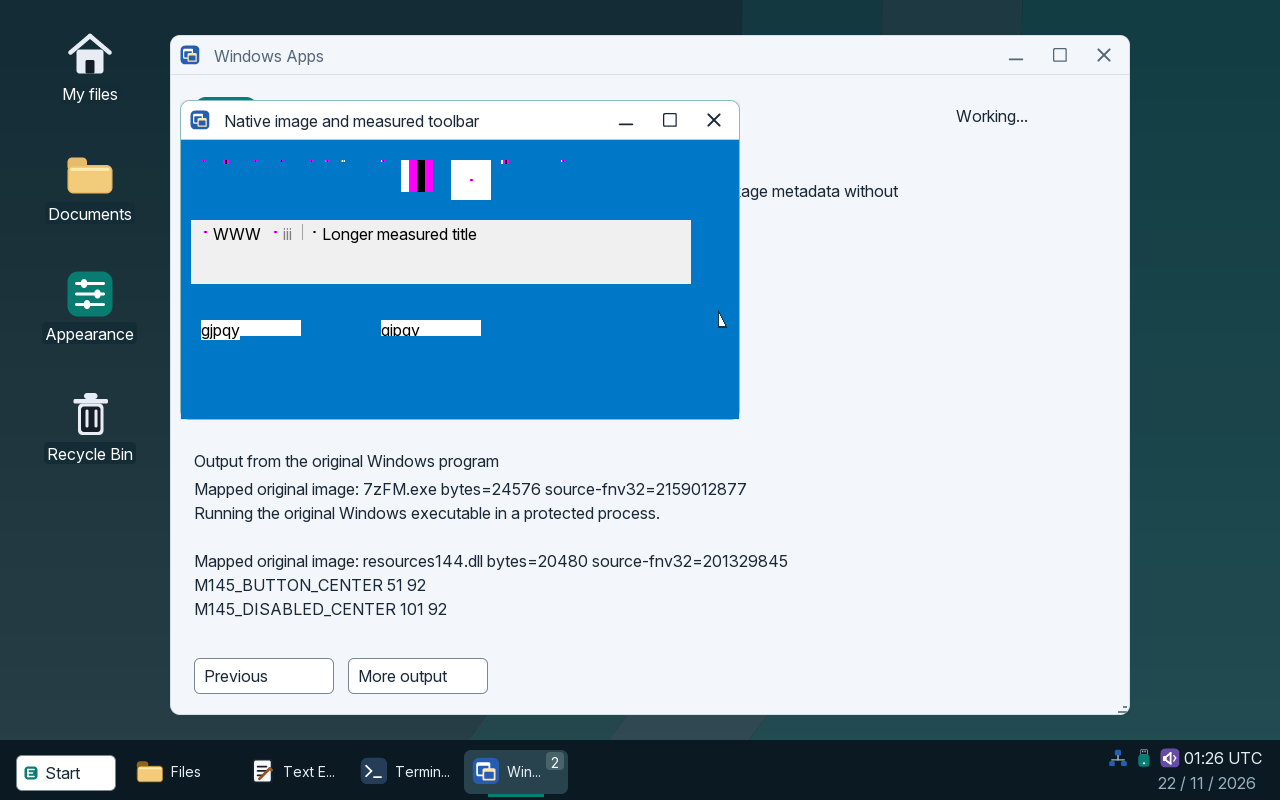 My files
Documents
Appearance
Recycle Bin
Windows Apps
Working...
Native image and measured toolbar
kage metadata without
WWW iii Longer measured title
gjpqy gjpqy
Output from the original Windows program
Mapped original image: 7zFM.exe bytes=24576 source-fnv32=2159012877
Running the original Windows executable in a protected process.
Mapped original image: resources144.dll bytes=20480 source-fnv32=201329845
M145_BUTTON_CENTER 51 92
M145_DISABLED_CENTER 101 92
Previous More output
Start Files Text E... Termin... Win... 2
01:26 UTC
22 / 11 / 2026